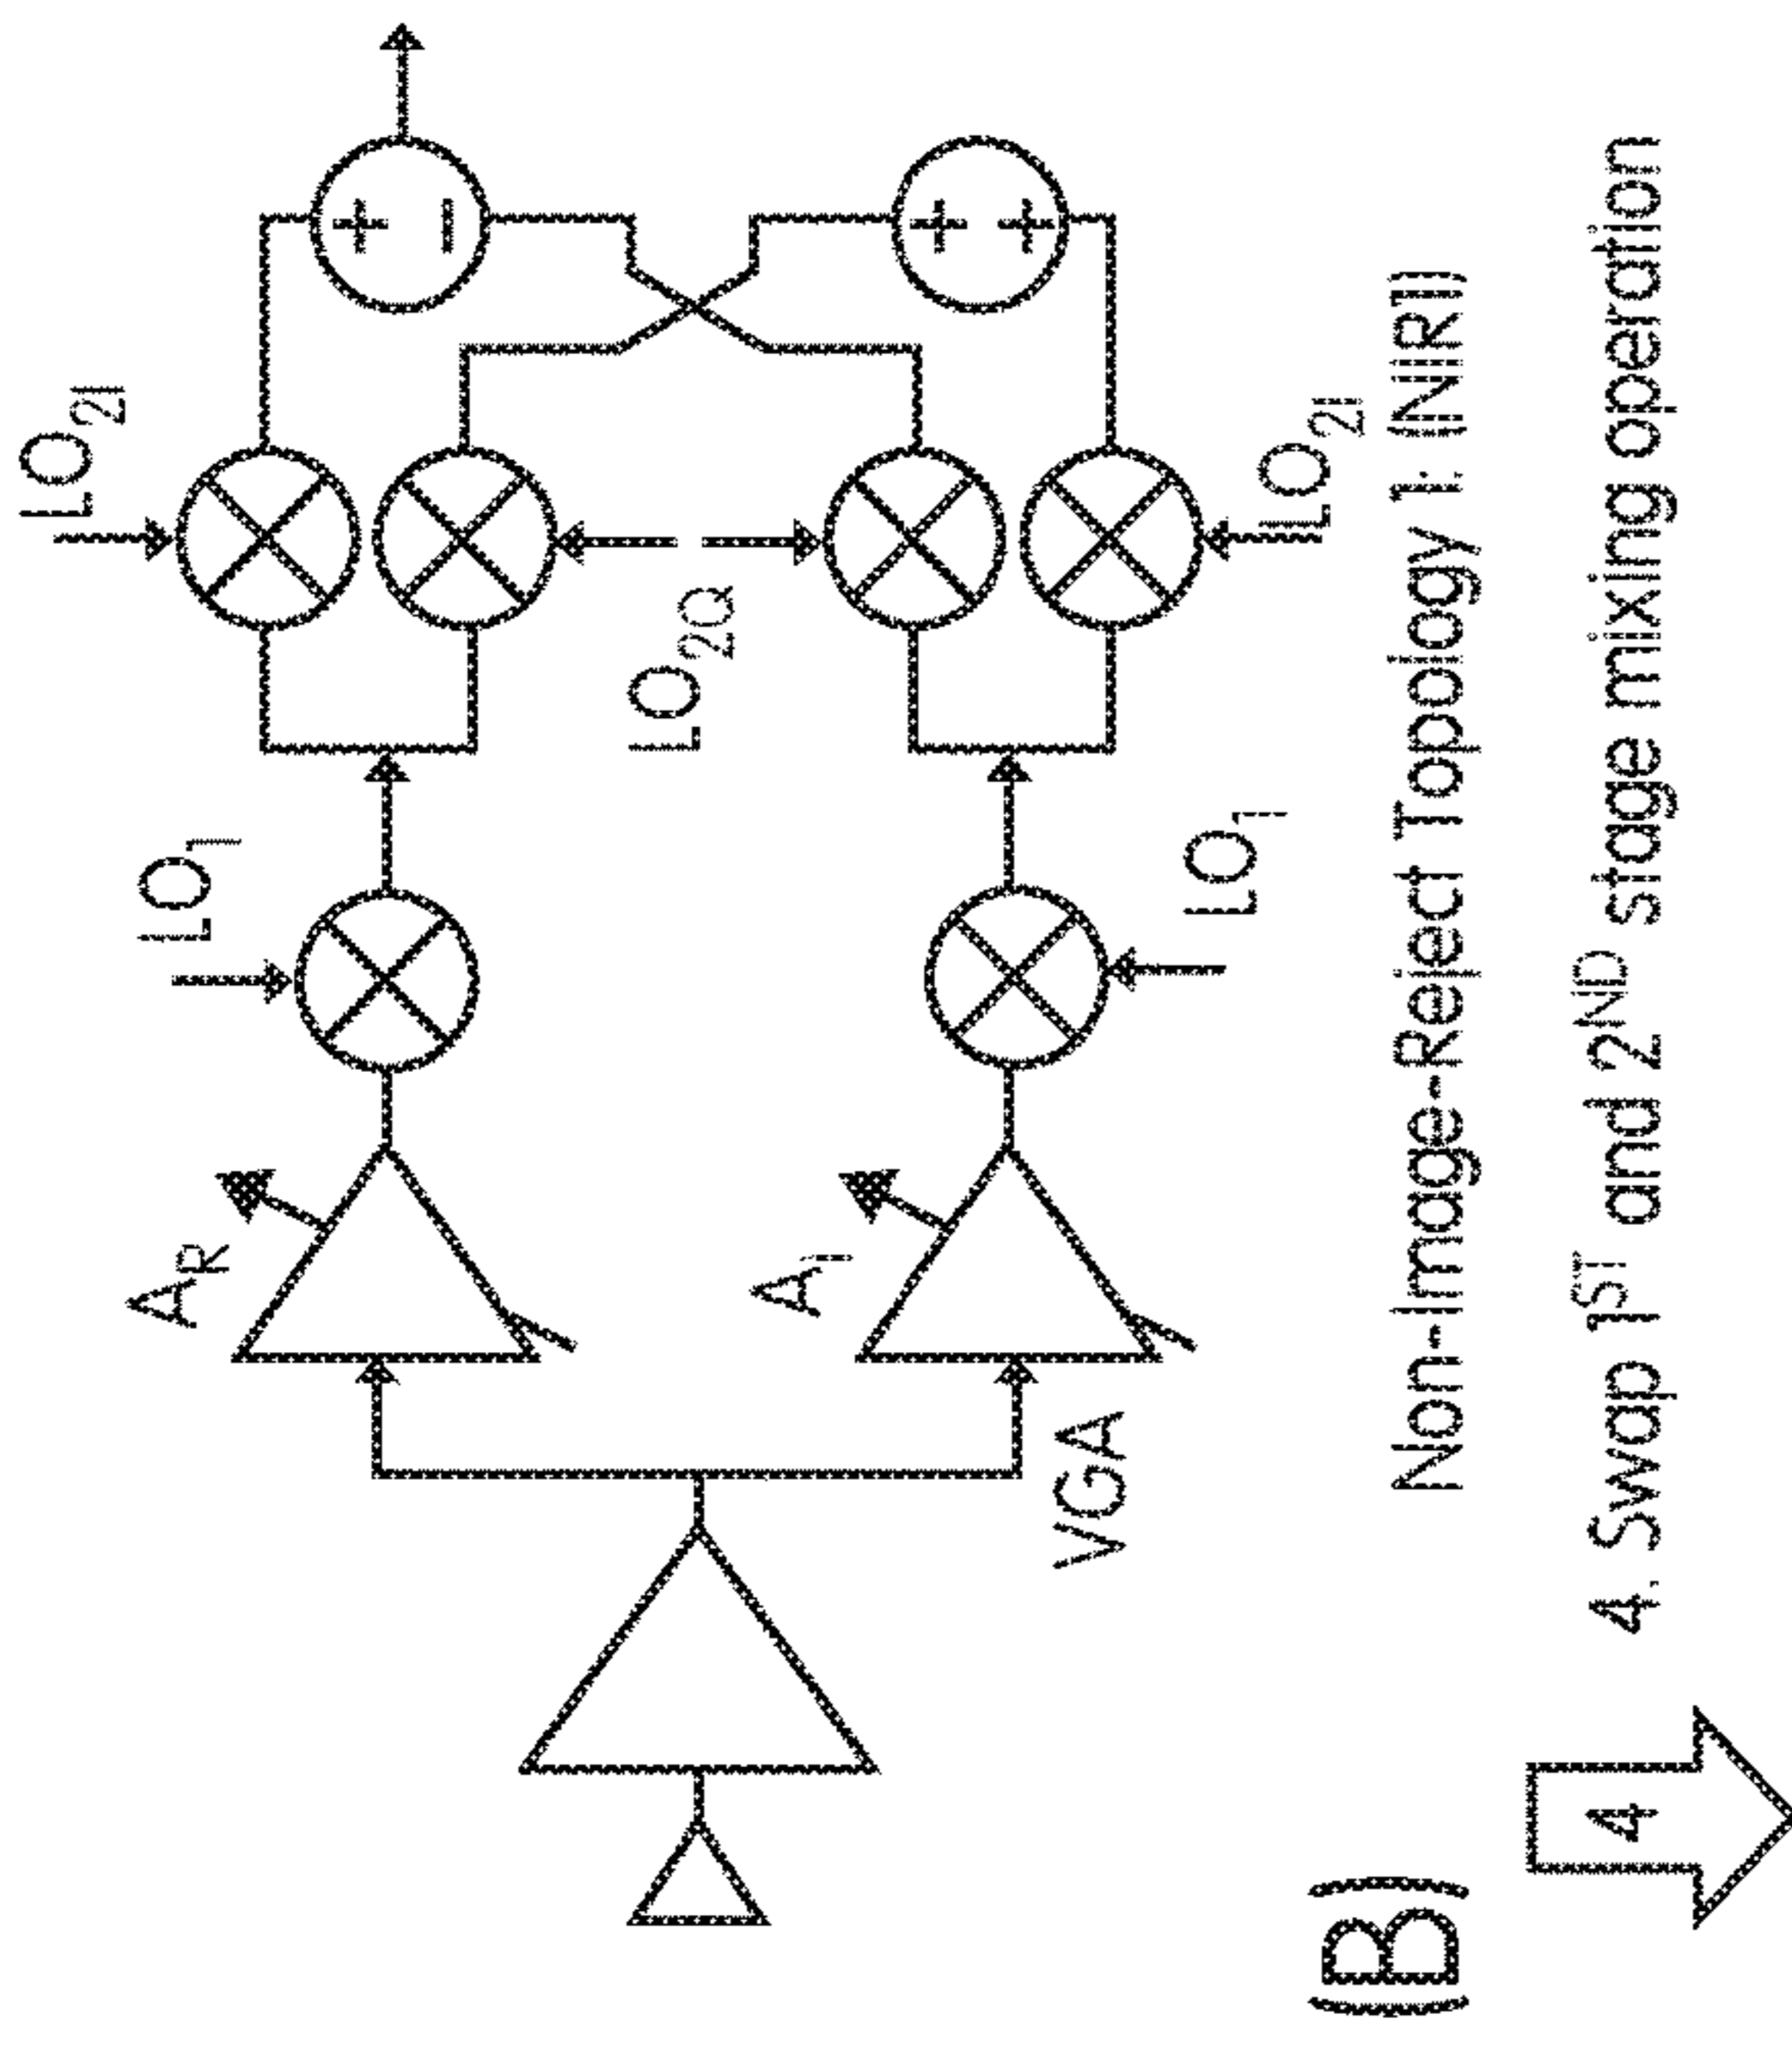 LO2I
LO1
AR
LO2Q
+
−
+
+
AI
LO1
LO2I
VGA
Non-Image-Reject Topology 1: (NIR1)
(B)
4
4. Swap 1ST and 2ND stage mixing operation